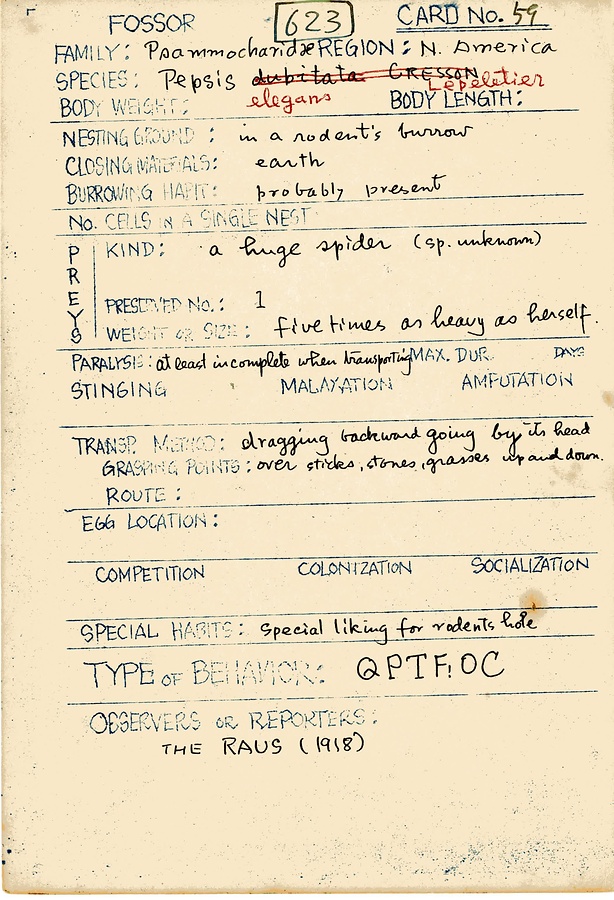 FOSSOR 623 CARD No. 59
FAMILY: Psammocharidæ REGION: N. America
SPECIES: Pepsis dubitata CRESSON Lepeletier
BODY WEIGHT: elegans BODY LENGTH:
NESTING GROUND : in a rodent's burrow
CLOSING MATERIALS: earth
BURROWING HABIT: probably present
No. CELLS IN A SINGLE NEST
PREYS
KIND: a huge spider (sp. unknown)
PRESERVED No.: 1
WEIGHT OR SIZE: five times as heavy as herself.
PARALYSIS: at least incomplete when transporting MAX. DUR. DAYS
STINGING MALAXATION AMPUTATION
TRANSP. METHOD: dragging backward going by its head
GRASPING POINTS: over sticks, stones, grasses up and down.
ROUTE :
EGG LOCATION:
COMPETITION COLONIZATION SOCIALIZATION
SPECIAL HABITS: Special liking for rodents hole
TYPE OF BEHAVIOR: QPTF!OC
OBSERVERS OR REPORTERS:
THE RAUS (1918)